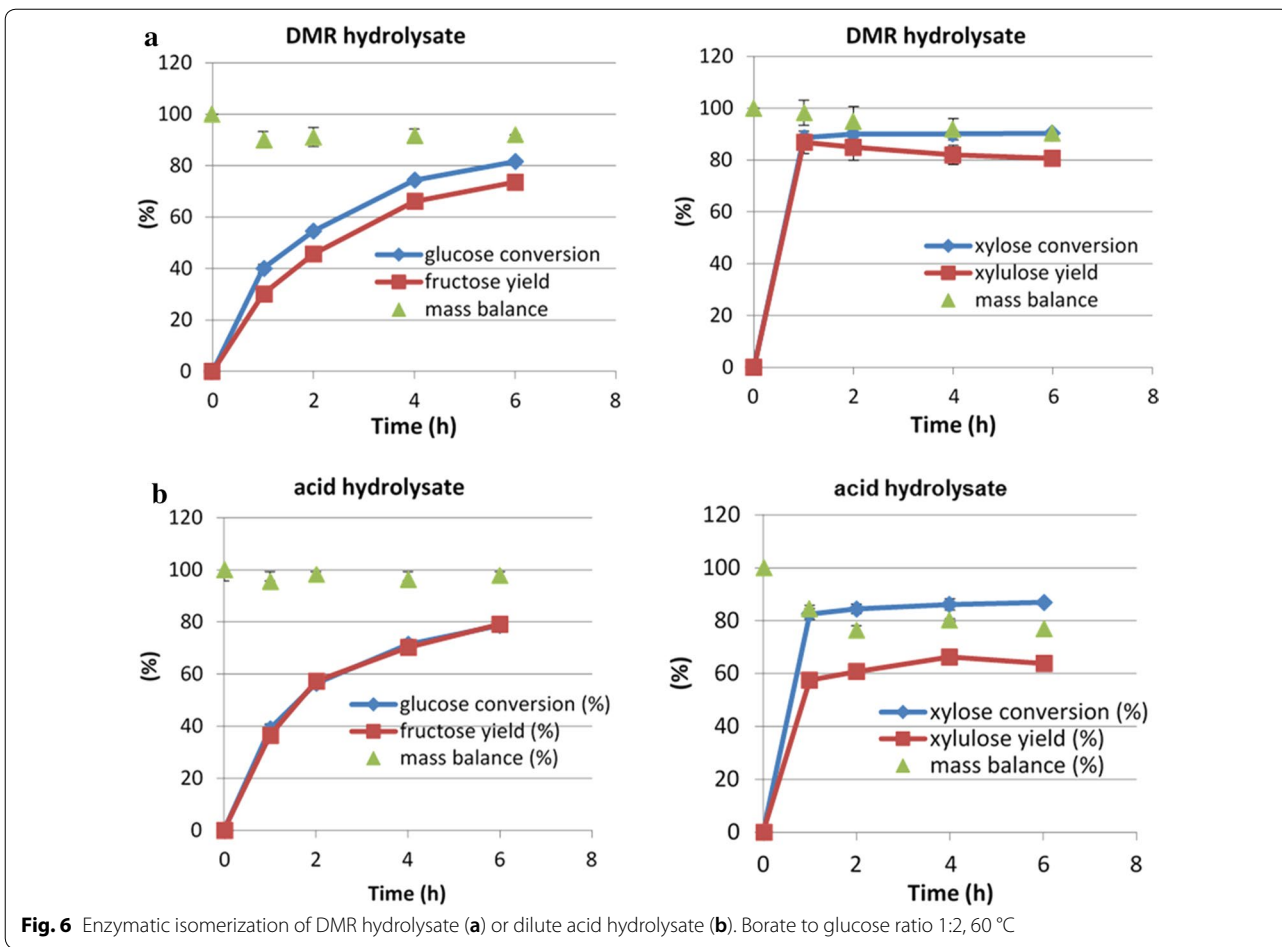 a
DMR hydrolysate
120
100
80
60
40
20
0
(%)
glucose conversion
fructose yield
mass balance
0 2 4 6 8
Time (h)
DMR hydrolysate
120
100
80
60
40
20
0
(%)
xylose conversion
xylulose yield
mass balance
0 2 4 6 8
Time (h)
b
acid hydrolysate
120
100
80
60
40
20
0
(%)
glucose conversion (%)
fructose yield (%)
mass balance (%)
0 2 4 6 8
Time (h)
acid hydrolysate
120
100
80
60
40
20
0
(%)
xylose conversion (%)
xylulose yield (%)
mass balance (%)
0 2 4 6 8
Time (h)
Fig. 6 Enzymatic isomerization of DMR hydrolysate (a) or dilute acid hydrolysate (b). Borate to glucose ratio 1:2, 60 °C